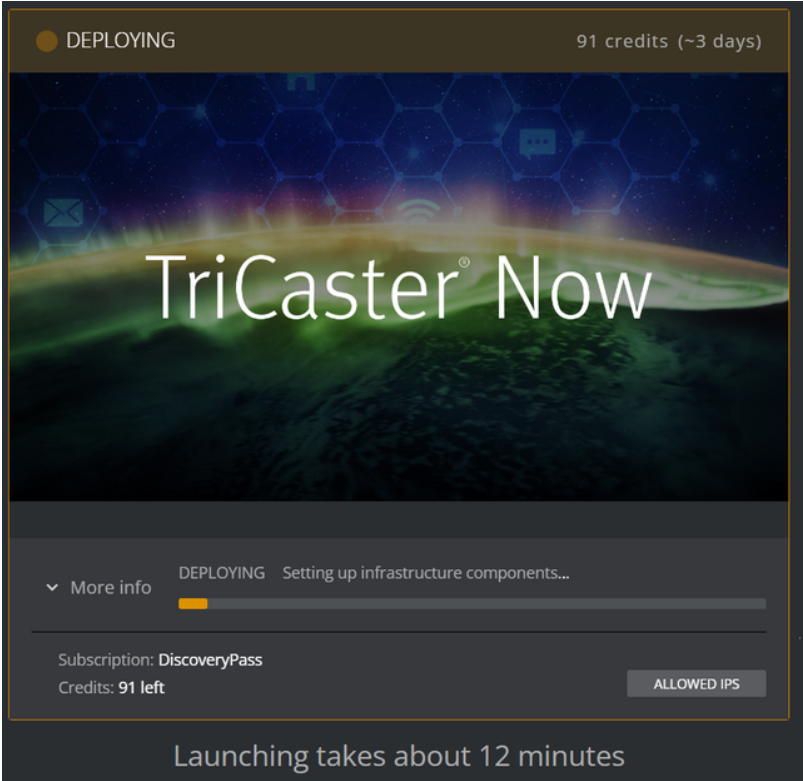 DEPLOYING 91 credits (~3 days)
TriCaster® Now
More info
DEPLOYING Setting up infrastructure components...
Subscription: DiscoveryPass
Credits: 91 left
ALLOWED IPS
Launching takes about 12 minutes